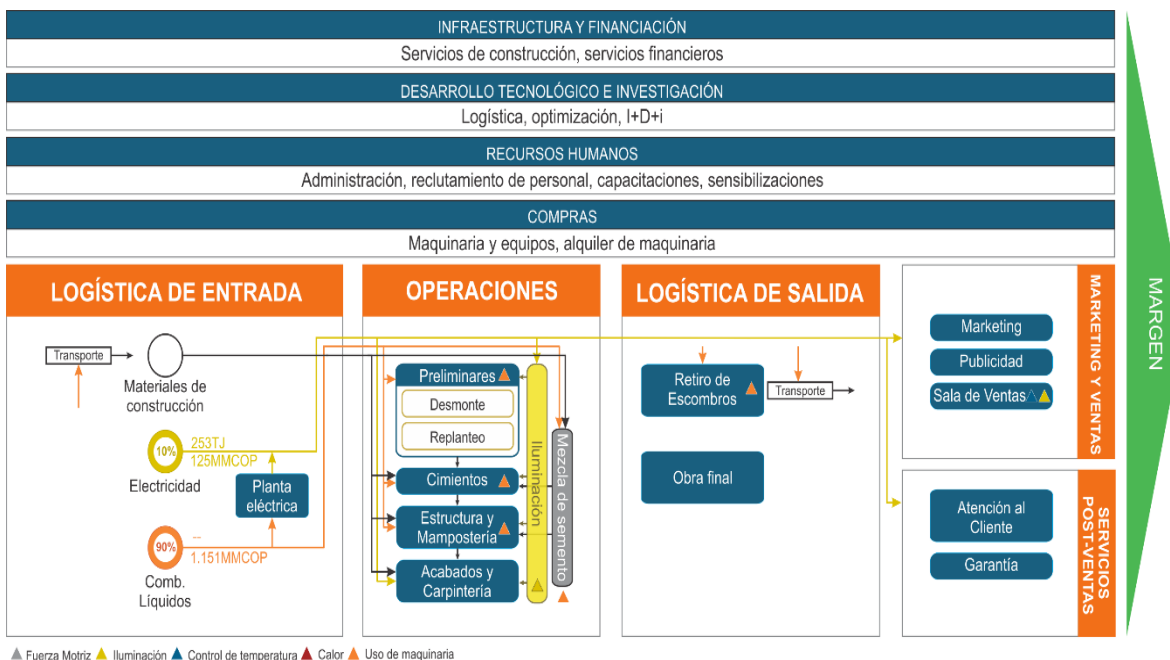 INFRAESTRUCTURA Y FINANCIACIÓN
Servicios de construcción, servicios financieros
DESARROLLO TECNOLÓGICO E INVESTIGACIÓN
Logística, optimización, I+D+i
RECURSOS HUMANOS
Administración, reclutamiento de personal, capacitaciones, sensibilizaciones
COMPRAS
Maquinaria y equipos, alquiler de maquinaria
MARGEN
LOGÍSTICA DE ENTRADA
Transporte
Materiales de
construcción
10%
253TJ
125MMCOP
Electricidad
Planta
eléctrica
90%
--
1.151MMCOP
Comb.
Líquidos
OPERACIONES
Preliminares
Desmonte
Replanteo
Cimientos
Estructura y
Mampostería
Acabados y
Carpintería
Iluminación
Mezcla de semento
LOGÍSTICA DE SALIDA
Retiro de
Escombros
Transporte
Obra final
MARKETING Y VENTAS
Marketing
Publicidad
Sala de Ventas
SERVICIOS
POST-VENTAS
Atención al
Cliente
Garantía
Fuerza Motriz Iluminación Control de temperatura Calor Uso de maquinaria